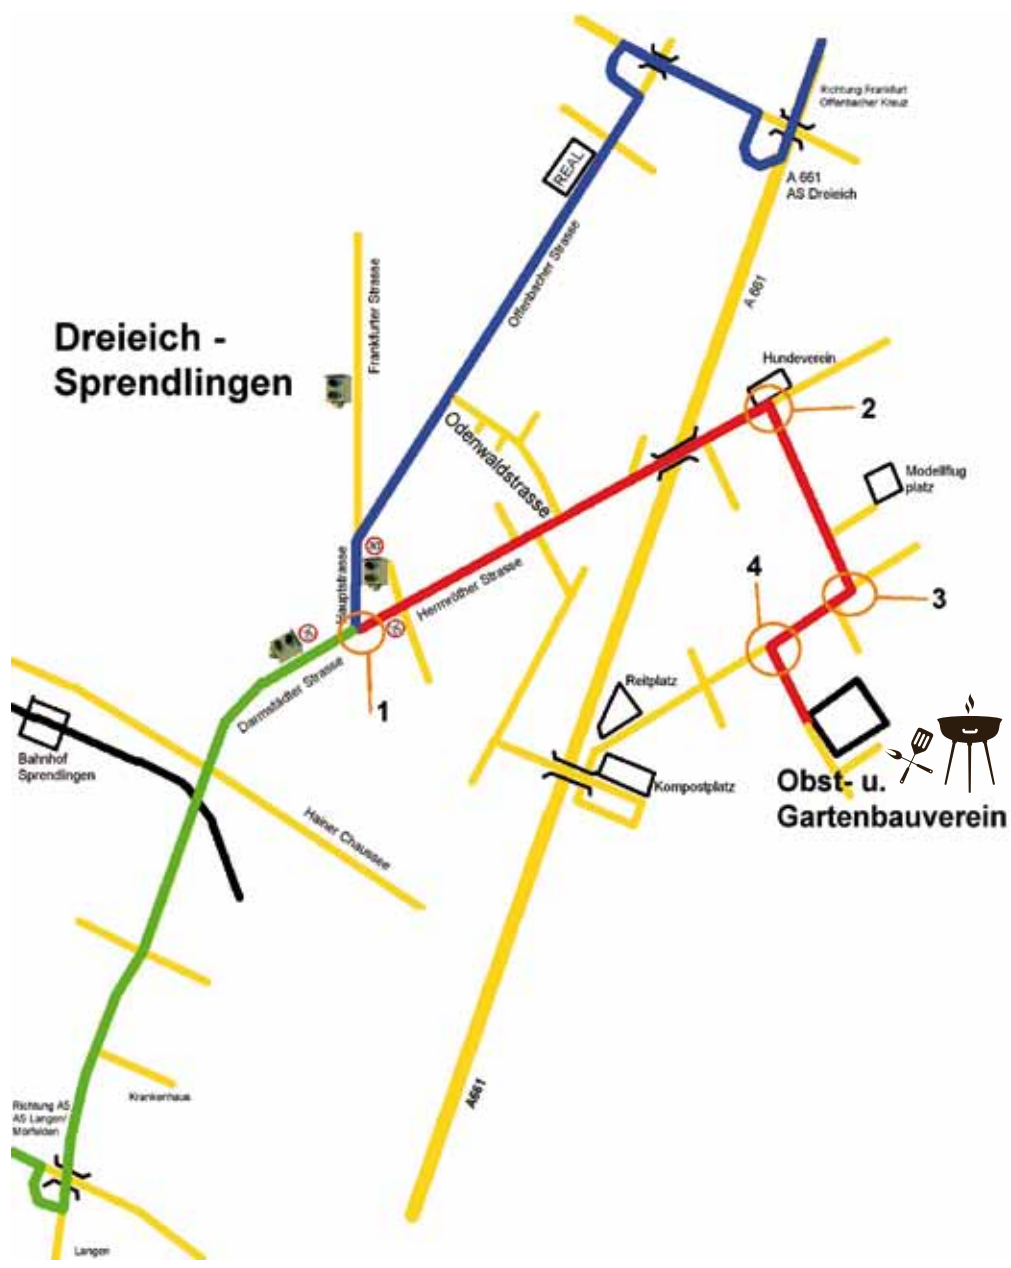 Richtung Frankfurt
Offenbacher Kreuz
REAL
A 661
AS Dreieich
Offenbacher Strasse
A 661
Frankfurter Strasse
Dreieich -
Sprendlingen
Hundeverein
2
Odenwaldstrasse
Modellflug
platz
Hauptstrasse
4
3
Herrnröther Strasse
1
Darmstädter Strasse
Reitplatz
Bahnhof
Sprendlingen
Kompostplatz
Obst- u.
Gartenbauverein
Hainer Chaussee
Krankenhaus
A661
Richtung A5
AS Langen/
Mörfelden
Langen